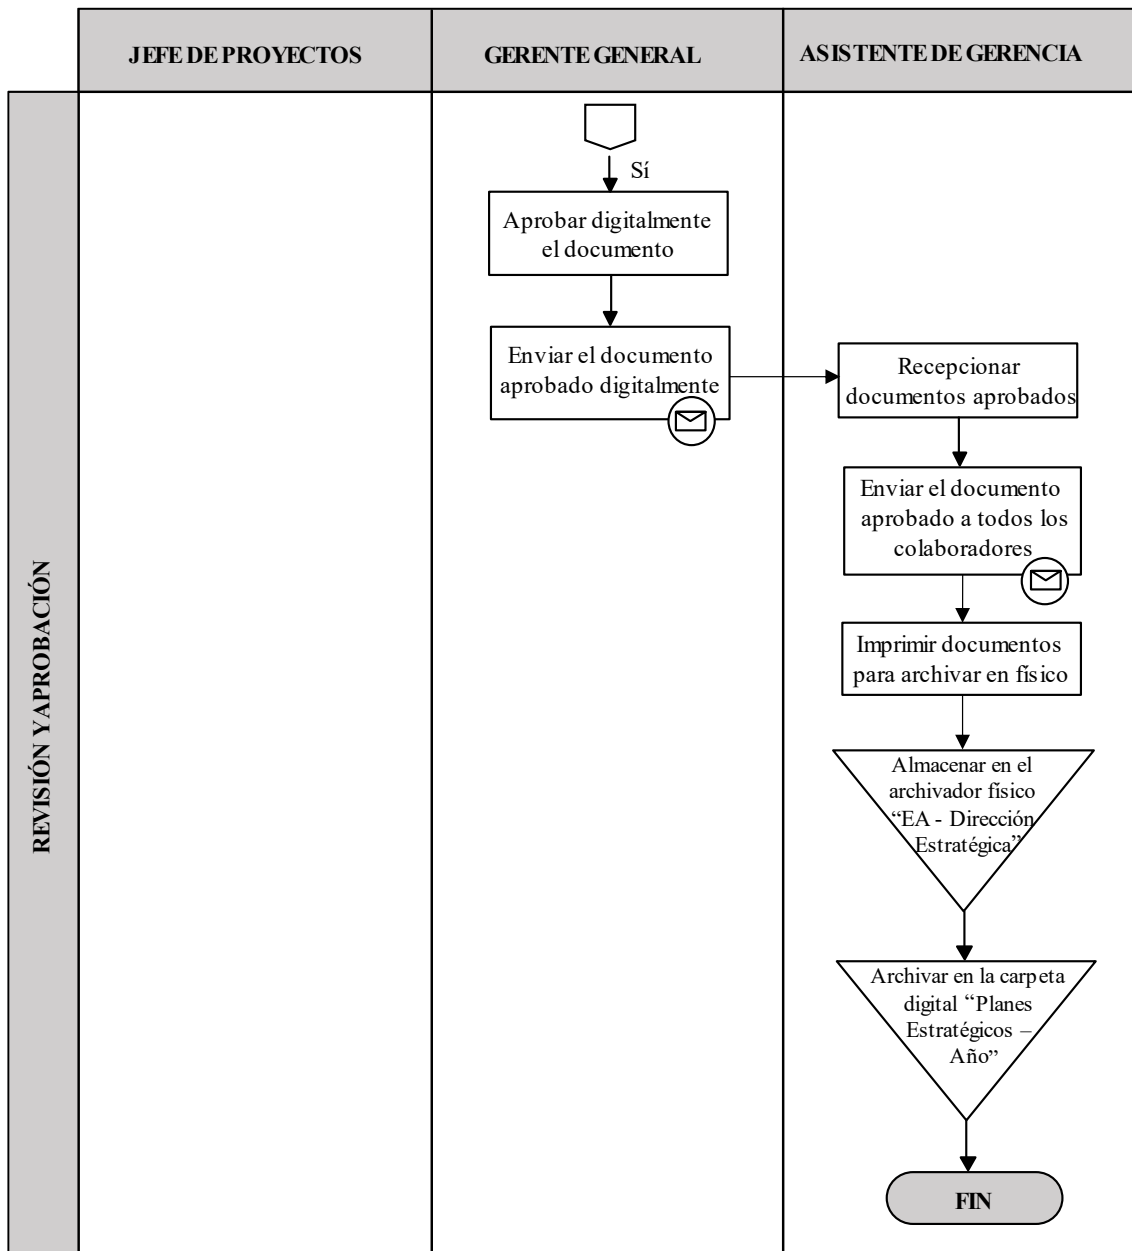 JEFE DE PROYECTOS
GERENTE GENERAL
ASISTENTE DE GERENCIA
REVISIÓN Y APROBACIÓN
Sí
Aprobar digitalmente
el documento
Enviar el documento
aprobado digitalmente
Recepcionar
documentos aprobados
Enviar el documento
aprobado a todos los
colaboradores
Imprimir documentos
para archivar en físico
Almacenar en el
archivador físico
“EA - Dirección
Estratégica”
Archivar en la carpeta
digital “Planes
Estratégicos –
Año”
FIN